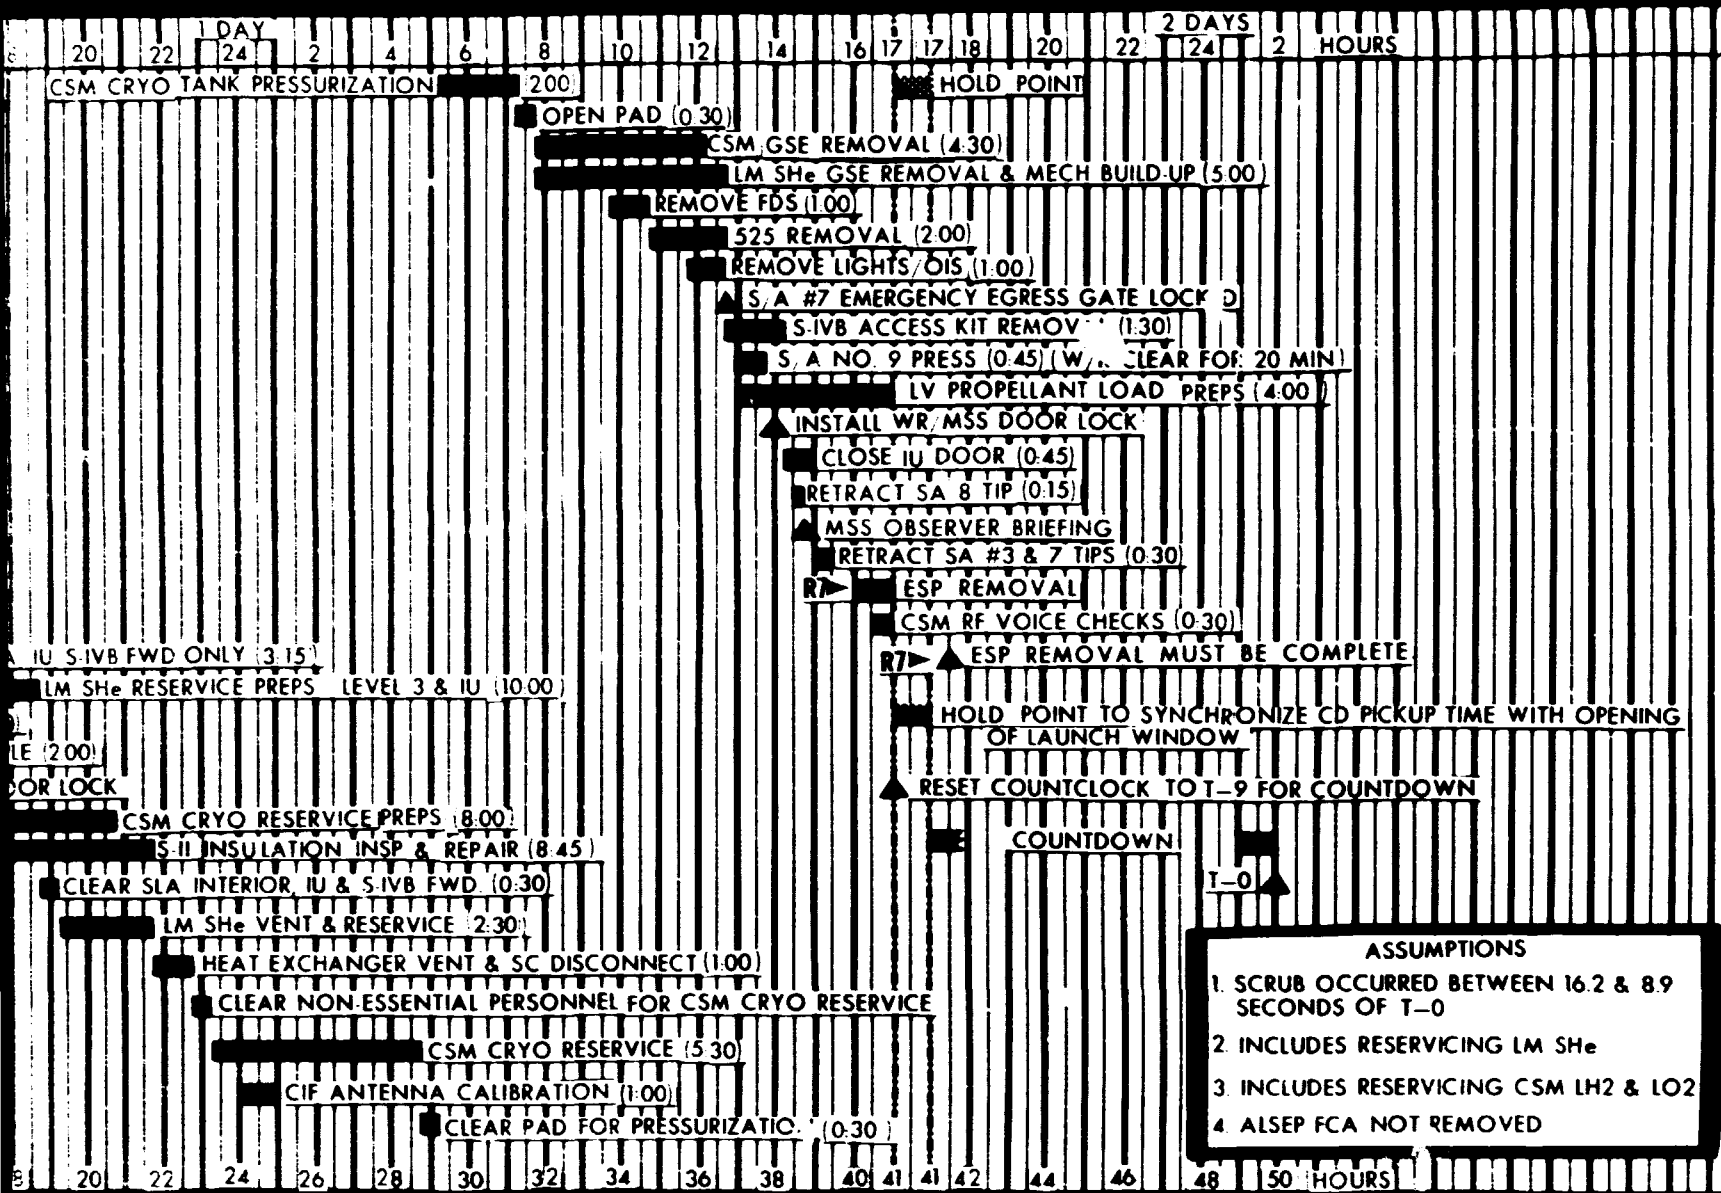 1 DAY
2 DAYS
20 22 24 2 4 6 8 10 12 14 16 17 17 18 20 22 24 2 HOURS
CSM CRYO TANK PRESSURIZATION (2:00)
HOLD POINT
OPEN PAD (0:30)
CSM GSE REMOVAL (4:30)
LM SHe GSE REMOVAL & MECH BUILD-UP (5:00)
REMOVE FDS (1:00)
525 REMOVAL (2:00)
REMOVE LIGHTS/OIS (1:00)
S/A #7 EMERGENCY EGRESS GATE LOCK D
S-IVB ACCESS KIT REMOV (1:30)
S/A NO. 9 PRESS (0:45) (W/ CLEAR FOR 20 MIN)
LV PROPELLANT LOAD PREPS (4:00)
INSTALL WR/MSS DOOR LOCK
CLOSE IU DOOR (0:45)
RETRACT SA 8 TIP (0:15)
MSS OBSERVER BRIEFING
RETRACT SA #3 & 7 TIPS (0:30)
R7 ESP REMOVAL
CSM RF VOICE CHECKS (0:30)
IU S-IVB FWD ONLY (3:15)
R7 ESP REMOVAL MUST BE COMPLETE
LM SHe RESERVICE PREPS LEVEL 3 & IU (10:00)
HOLD POINT TO SYNCHRONIZE CD PICKUP TIME WITH OPENING
OF LAUNCH WINDOW
LE (2:00)
OOR LOCK
RESET COUNTCLOCK TO T-9 FOR COUNTDOWN
CSM CRYO RESERVICE PREPS (8:00)
COUNTDOWN
S-II INSULATION INSP & REPAIR (8:45)
CLEAR SLA INTERIOR, IU & S-IVB FWD. (0:30)
T-0
LM SHe VENT & RESERVICE (2:30)
HEAT EXCHANGER VENT & SC DISCONNECT (1:00)
CLEAR NON-ESSENTIAL PERSONNEL FOR CSM CRYO RESERVICE
CSM CRYO RESERVICE (5:30)
CIF ANTENNA CALIBRATION (1:00)
CLEAR PAD FOR PRESSURIZATIO (0:30)
ASSUMPTIONS
1. SCRUB OCCURRED BETWEEN 16.2 & 8.9
SECONDS OF T-0
2. INCLUDES RESERVICING LM SHe
3. INCLUDES RESERVICING CSM LH2 & LO2
4. ALSEP FCA NOT REMOVED
20 22 24 26 28 30 32 34 36 38 40 41 41 42 44 46 48 50 HOURS